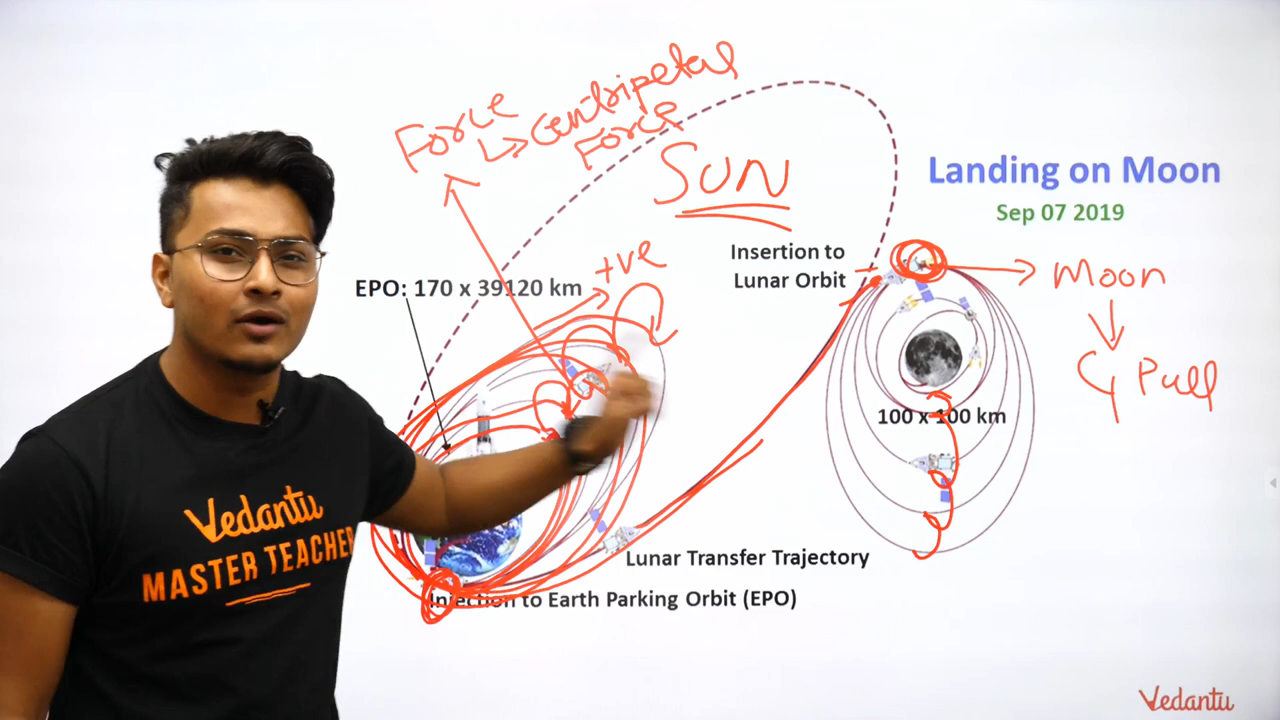 Force
↳ Centripetal
Force
SUN
Landing on Moon
Sep 07 2019
Insertion to
Lunar Orbit
+ve
EPO: 170 x 39120 km
Moon
Pull
100 x 100 km
Vedantu
MASTER TEACHER
Lunar Transfer Trajectory
Injection to Earth Parking Orbit (EPO)
Vedantu